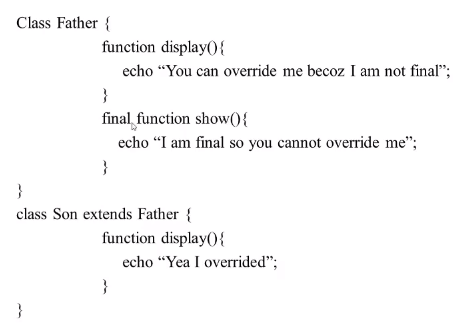 Class Father {
function display(){
echo “You can override me becoz I am not final”;
}
final function show(){
echo “I am final so you cannot override me”;
}
}
class Son extends Father {
function display(){
echo “Yea I overrided”;
}
}